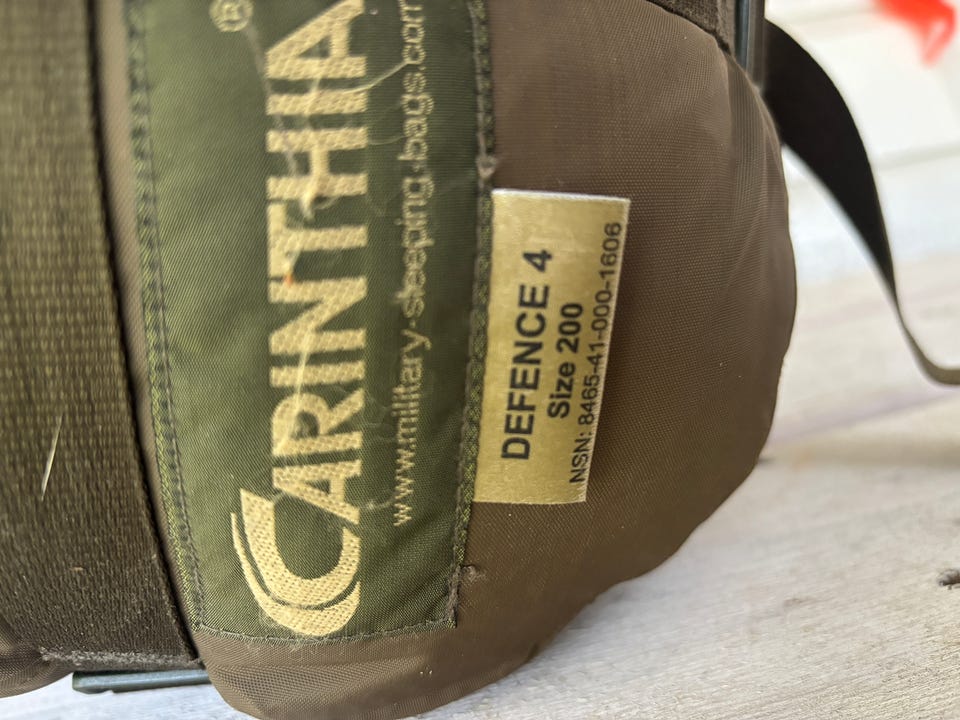 CARINTHIA®
www.military-sleeping-bags.com
DEFENCE 4
Size 200
NSN: 8465-41-000-1606